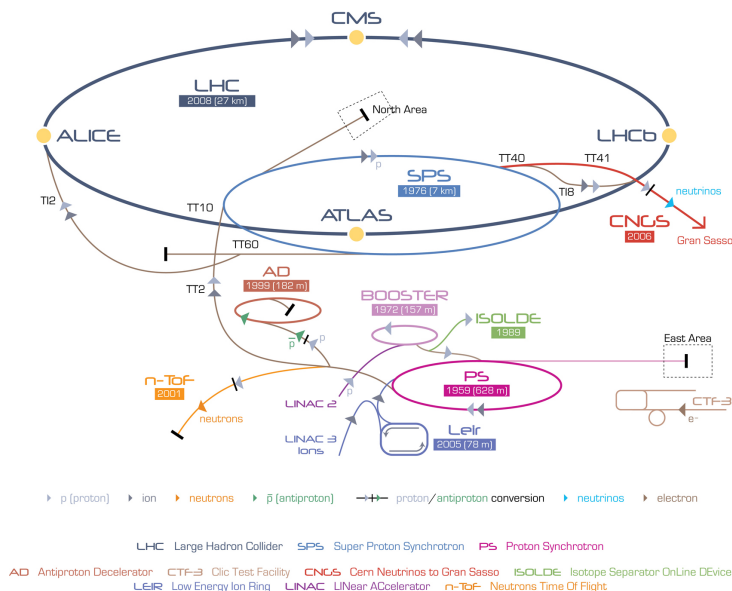 CMS
LHC
2008 (27 km)
North Area
ALICE
LHCb
TT40
TT41
SPS
1976 (7 km)
p
TI8
neutrinos
TI2
TT10
ATLAS
CNGS
2006
Gran Sasso
TT60
AD
1999 (182 m)
TT2
BOOSTER
1972 (157 m)
ISOLDE
1989
p̅
p
East Area
n-ToF
2001
neutrons
p
LINAC 2
PS
1959 (628 m)
CTF-3
e-
LINAC 3
Ions
Leir
2005 (78 m)
p (proton)
ion
neutrons
p̅ (antiproton)
proton/antiproton conversion
neutrinos
electron
LHC Large Hadron Collider SPS Super Proton Synchrotron PS Proton Synchrotron
AD Antiproton Decelerator CTF-3 Clic Test Facility CNGS Cern Neutrinos to Gran Sasso ISOLDE Isotope Separator OnLine DEvice
LEIR Low Energy Ion Ring LINAC LINear ACcelerator n-ToF Neutrons Time Of Flight